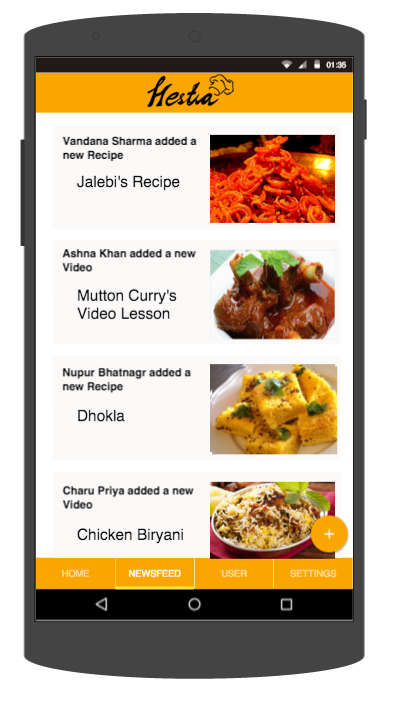 01:35
Hestia
Vandana Sharma added a
new Recipe
Jalebi's Recipe
Ashna Khan added a new
Video
Mutton Curry's
Video Lesson
Nupur Bhatnagr added a
new Recipe
Dhokla
Charu Priya added a new
Video
Chicken Biryani
+
HOME NEWSFEED USER SETTINGS